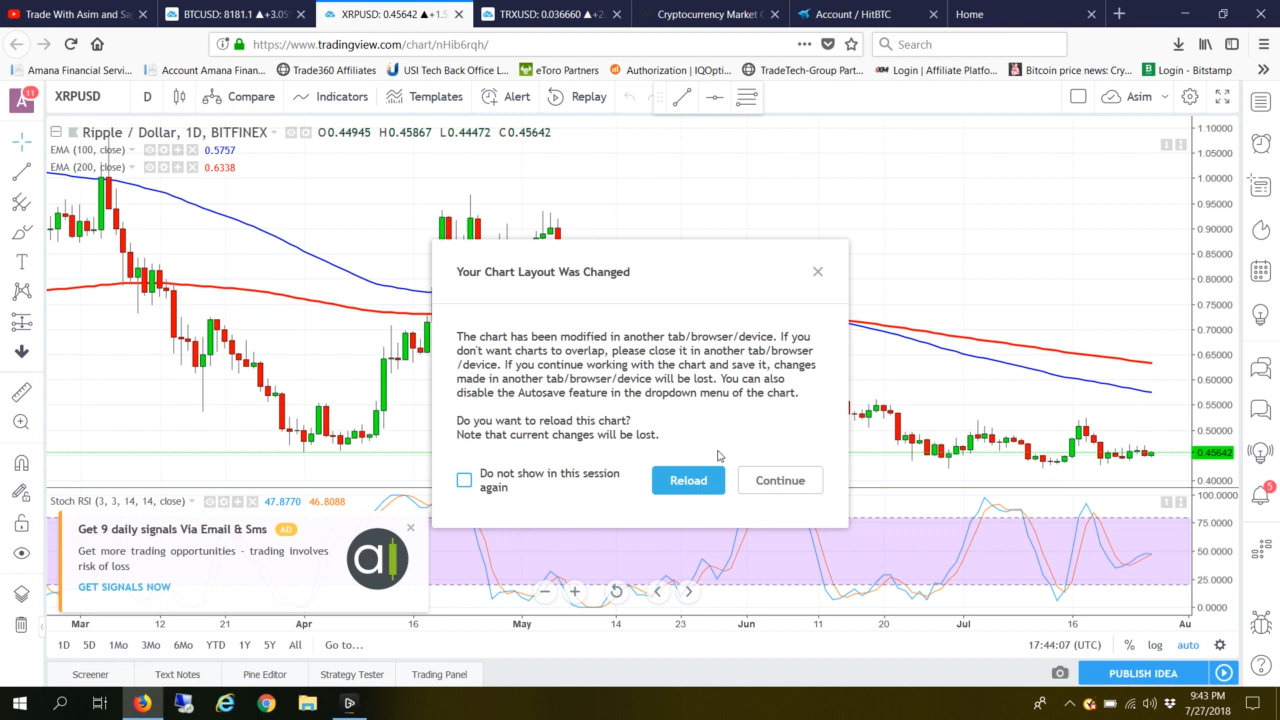 Trade With Asim and Sa
BTCUSD: 8181.1 ▲+3.05
XRPUSD: 0.45642 ▲+1.5
TRXUSD: 0.036660 ▲+2
Cryptocurrency Market C
Account / HitBTC
Home
https://www.tradingview.com/chart/nHib6rqh/
Search
Amana Financial Servi...
Account Amana Finan...
Trade360 Affiliates
USI Tech Back Office L...
eToro Partners
Authorization | IQOpti...
TradeTech-Group Part...
Login | Affiliate Platfo...
Bitcoin price news: Cry...
Login - Bitstamp
A 11
XRPUSD
D
Compare
Indicators
Templates
Alert
Replay
Asim
Ripple / Dollar, 1D, BITFINEX
O0.44945 H0.45867 L0.44472 C0.45642
EMA (100, close) 0.5757
EMA (200, close) 0.6338
1.10000
1.05000
1.00000
0.95000
0.90000
0.85000
0.80000
0.75000
0.70000
0.65000
0.60000
0.55000
0.50000
0.45642
0.40000
Your Chart Layout Was Changed
The chart has been modified in another tab/browser/device. If you
don't want charts to overlap, please close it in another tab/browser
/device. If you continue working with the chart and save it, changes
made in another tab/browser/device will be lost. You can also
disable the Autosave feature in the dropdown menu of the chart.
Do you want to reload this chart?
Note that current changes will be lost.
Do not show in this session
again
Reload
Continue
Stoch RSI (3, 3, 14, 14, close) 47.8770 46.8088
100.0000
75.0000
50.0000
25.0000
0.0000
5
Get 9 daily signals Via Email & Sms AD
Get more trading opportunities - trading involves
risk of loss
GET SIGNALS NOW
Mar 12 21 Apr 16 May 14 23 Jun 11 20 Jul 16 Au
1D 5D 1Mo 3Mo 6Mo YTD 1Y 5Y All Go to...
17:44:07 (UTC) % log auto
Screener
Text Notes
Pine Editor
Strategy Tester
Trading Panel
PUBLISH IDEA
9:43 PM
7/27/2018